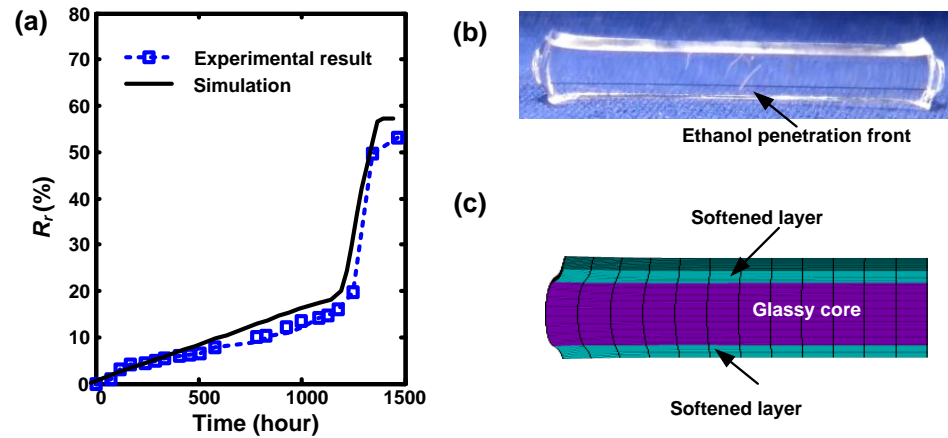 (a)
80
70
60
50
40
30
20
10
0
R_r (%)
Experimental result
Simulation
0
500
1000
1500
Time (hour)
(b)
Ethanol penetration front
(c)
Softened layer
Glassy core
Softened layer